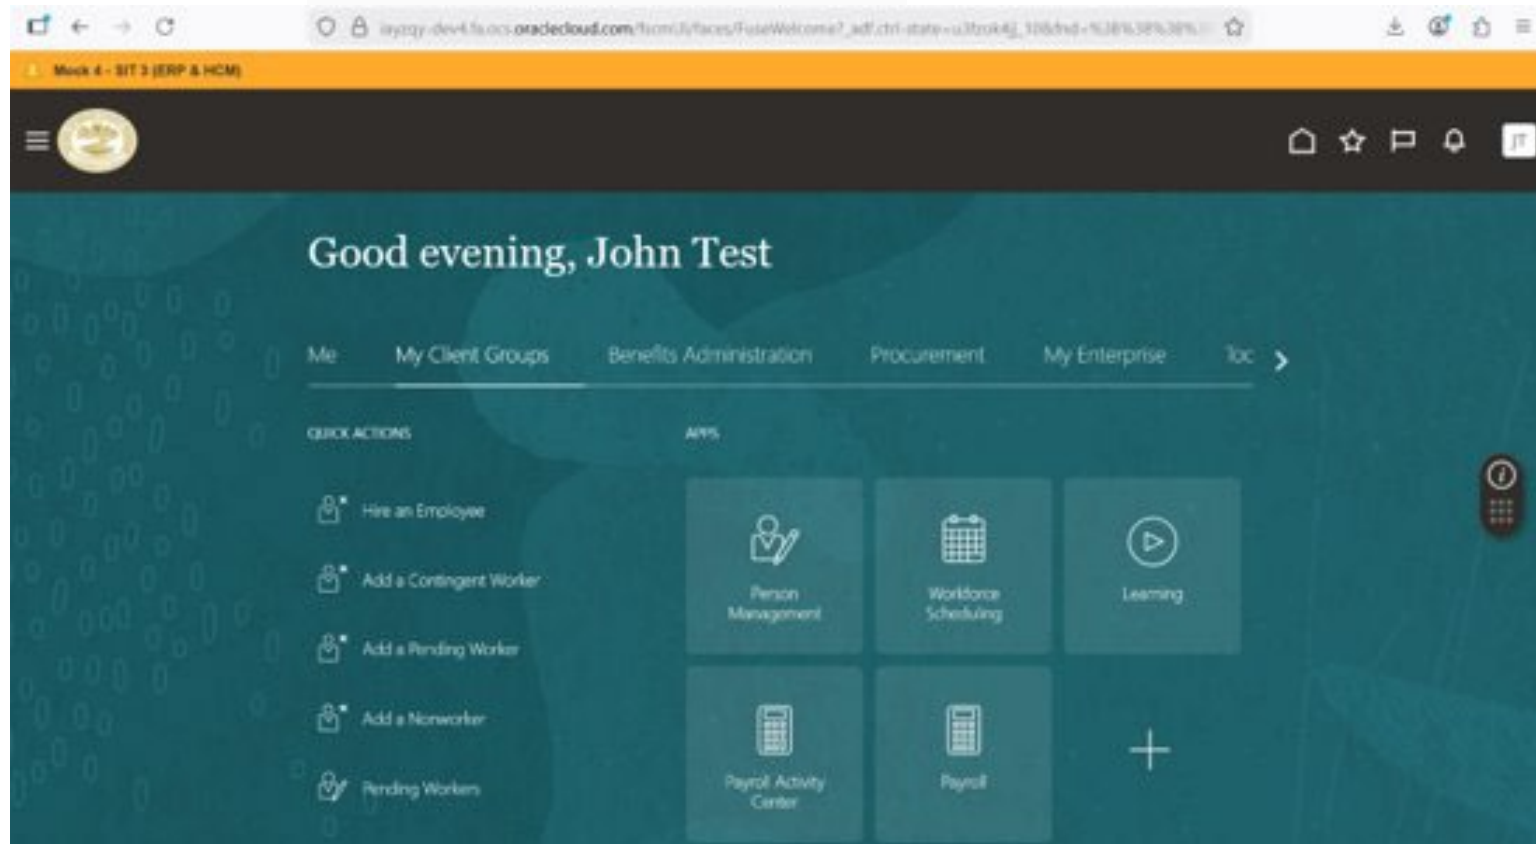 Mock 4 - SIT 3 (ERP & HCM)
JT
Good evening, John Test
Me My Client Groups Benefits Administration Procurement My Enterprise Toc
QUICK ACTIONS
APPS
Hire an Employee
Add a Contingent Worker
Add a Pending Worker
Add a Nonworker
Pending Workers
Person
Management
Workforce
Scheduling
Learning
Payroll Activity
Center
Payroll